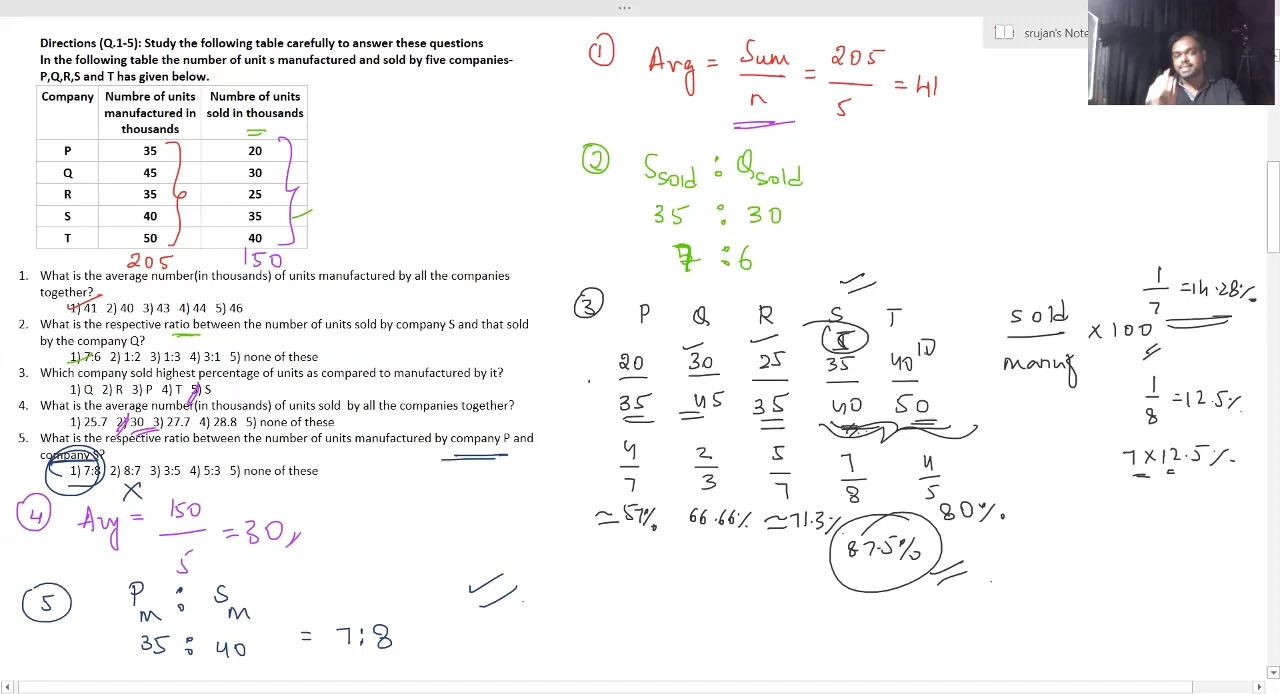 srujan's Note
Directions (Q.1-5): Study the following table carefully to answer these questions
In the following table the number of unit s manufactured and sold by five companies-
P,Q,R,S and T has given below.
Company Numbre of units manufactured in thousands Numbre of units sold in thousands
P 35 20
Q 45 30
R 35 25
S 40 35
T 50 40
205 150
1. What is the average number(in thousands) of units manufactured by all the companies
together?
1) 41 2) 40 3) 43 4) 44 5) 46
2. What is the respective ratio between the number of units sold by company S and that sold
by the company Q?
1) 7:6 2) 1:2 3) 1:3 4) 3:1 5) none of these
3. Which company sold highest percentage of units as compared to manufactured by it?
1) Q 2) R 3) P 4) T 5) S
4. What is the average number(in thousands) of units sold by all the companies together?
1) 25.7 2) 30 3) 27.7 4) 28.8 5) none of these
5. What is the respective ratio between the number of units manufactured by company P and
company S?
1) 7:8 2) 8:7 3) 3:5 4) 5:3 5) none of these
4 Avg = 150/5 = 30
5 P M : S M
35 : 40 = 7:8
1 Avg = Sum/n = 205/5 = 41
2 S sold : Q sold
35 : 30
7 : 6
3 P Q R S T
20/35 30/45 25/35 35/40 40/50
4/7 2/3 5/7 7/8 4/5
≈57% 66.66% ≈71.3% 87.5% 80%
sold/manuf × 100
1/7 = 14.28%
1/8 = 12.5%
7 × 12.5%